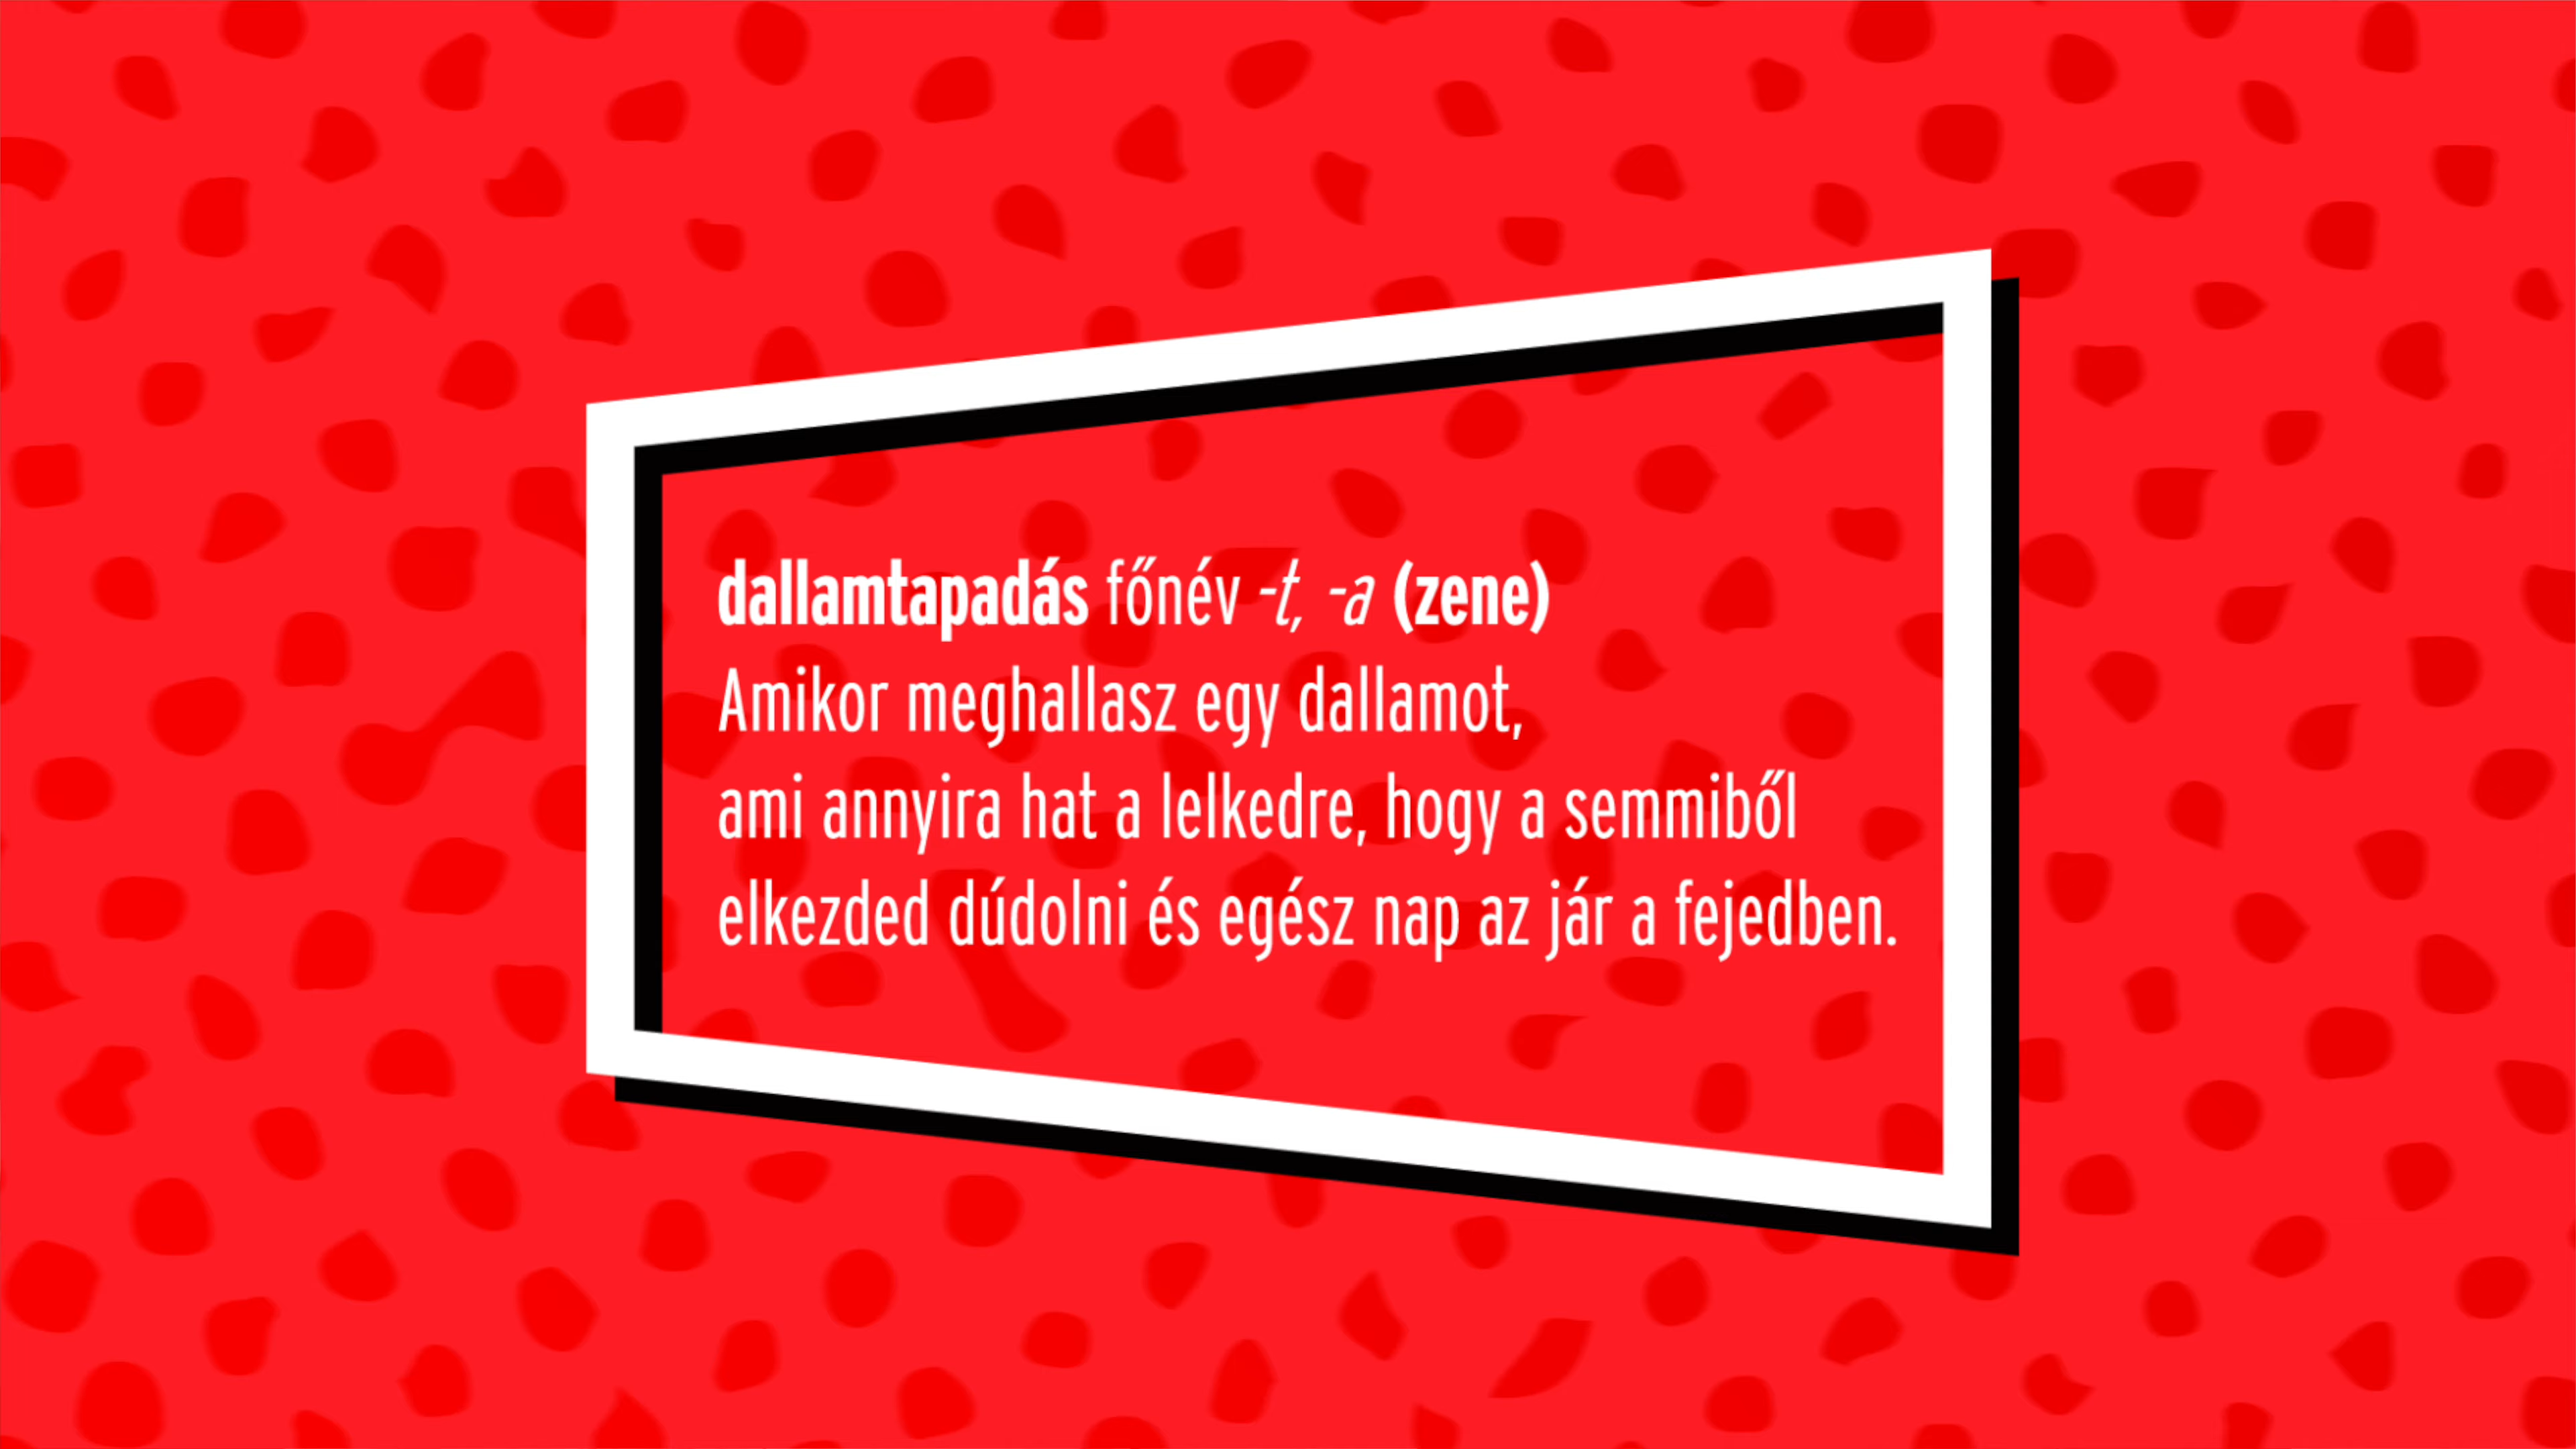 dallamtapadás főnév -t, -a (zene)
Amikor meghallasz egy dallamot,
ami annyira hat a lelkedre, hogy a semmiből
elkezded dúdolni és egész nap az jár a fejedben.